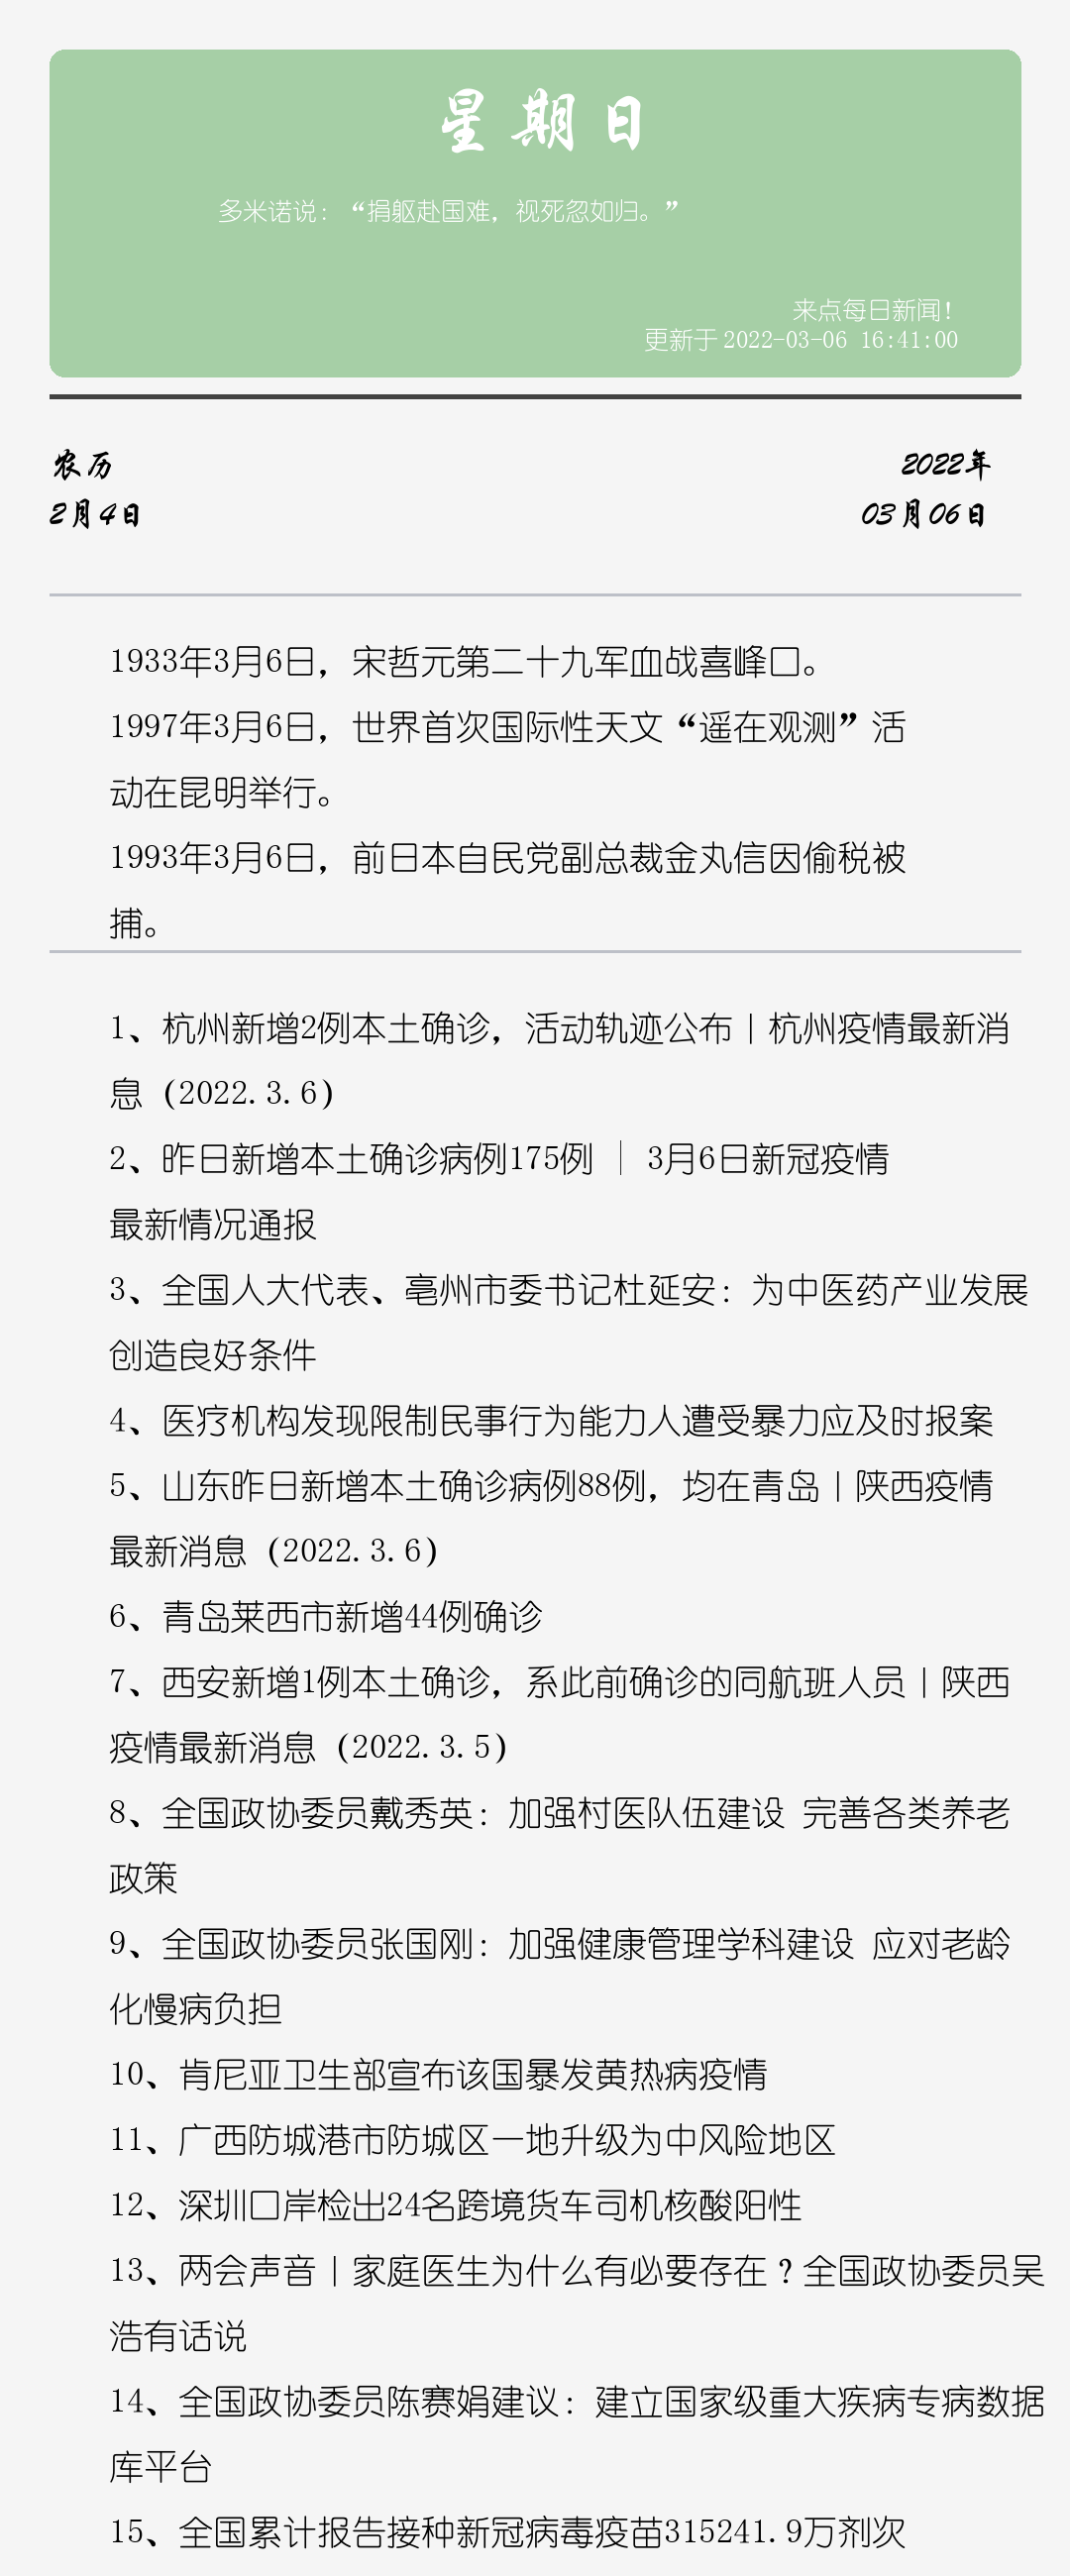 星期日
多米诺说：“捐躯赴国难，视死忽如归。”
来点每日新闻！
更新于 2022-03-06 16:41:00
农历
2022年
2月4日
03月06日
1933年3月6日，宋哲元第二十九军血战喜峰口。
1997年3月6日，世界首次国际性天文“遥在观测”活
动在昆明举行。
1993年3月6日，前日本自民党副总裁金丸信因偷税被
捕。
1、杭州新增2例本土确诊，活动轨迹公布丨杭州疫情最新消
息（2022.3.6）
2、昨日新增本土确诊病例175例 │ 3月6日新冠疫情
最新情况通报
3、全国人大代表、亳州市委书记杜延安：为中医药产业发展
创造良好条件
4、医疗机构发现限制民事行为能力人遭受暴力应及时报案
5、山东昨日新增本土确诊病例88例，均在青岛丨陕西疫情
最新消息（2022.3.6）
6、青岛莱西市新增44例确诊
7、西安新增1例本土确诊，系此前确诊的同航班人员丨陕西
疫情最新消息（2022.3.5）
8、全国政协委员戴秀英：加强村医队伍建设 完善各类养老
政策
9、全国政协委员张国刚：加强健康管理学科建设 应对老龄
化慢病负担
10、肯尼亚卫生部宣布该国暴发黄热病疫情
11、广西防城港市防城区一地升级为中风险地区
12、深圳口岸检出24名跨境货车司机核酸阳性
13、两会声音丨家庭医生为什么有必要存在？全国政协委员吴
浩有话说
14、全国政协委员陈赛娟建议：建立国家级重大疾病专病数据
库平台
15、全国累计报告接种新冠病毒疫苗315241.9万剂次